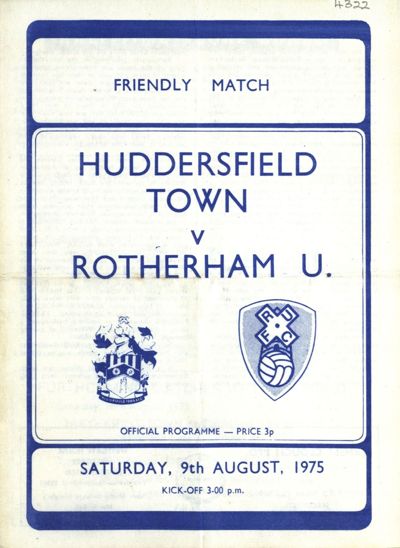 4322
FRIENDLY MATCH
HUDDERSFIELD
TOWN
v
ROTHERHAM U.
R U
F C
OFFICIAL PROGRAMME — PRICE 3p
SATURDAY, 9th AUGUST, 1975
KICK-OFF 3-00 p.m.